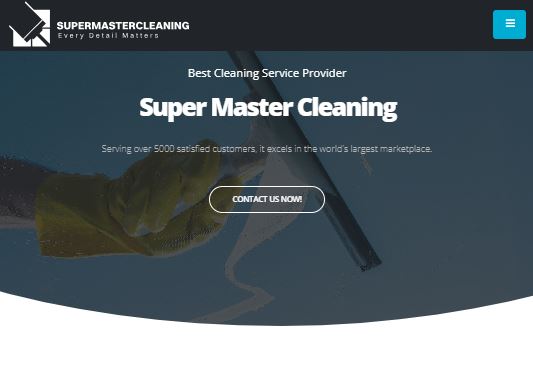 SUPERMASTERCLEANING
Every Detail Matters
Best Cleaning Service Provider
Super Master Cleaning
Serving over 5000 satisfied customers, it excels in the world's largest marketplace.
CONTACT US NOW!